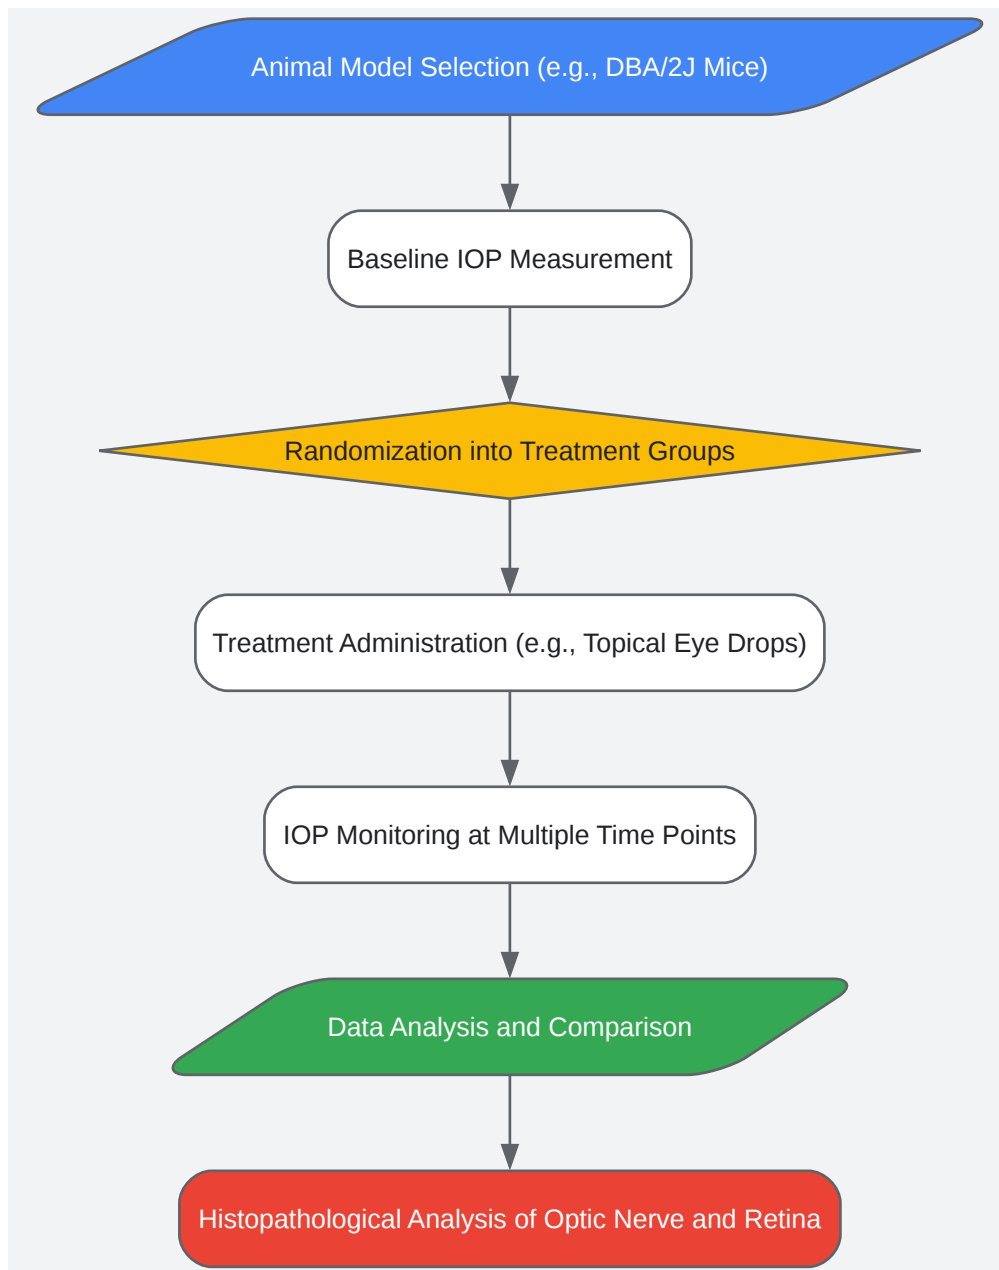 Animal Model Selection (e.g., DBA/2J Mice)
Baseline IOP Measurement
Randomization into Treatment Groups
Treatment Administration (e.g., Topical Eye Drops)
IOP Monitoring at Multiple Time Points
Data Analysis and Comparison
Histopathological Analysis of Optic Nerve and Retina